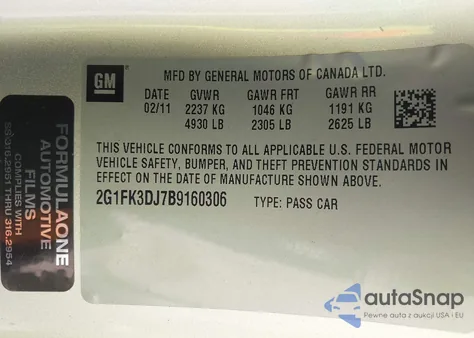 GM
MFD BY GENERAL MOTORS OF CANADA LTD.
DATE GVWR GAWR FRT GAWR RR
02/11 2237 KG 1046 KG 1191 KG
4930 LB 2305 LB 2625 LB
THIS VEHICLE CONFORMS TO ALL APPLICABLE U.S. FEDERAL MOTOR
VEHICLE SAFETY, BUMPER, AND THEFT PREVENTION STANDARDS IN
EFFECT ON THE DATE OF MANUFACTURE SHOWN ABOVE.
2G1FK3DJ7B9160306 TYPE: PASS CAR
FORMULAONE
AUTOMOTIVE
FILMS
COMPLIES WITH
SS.316.2951 THRU 316.2954
autoSnap
Pewne auta z aukcji USA i EU